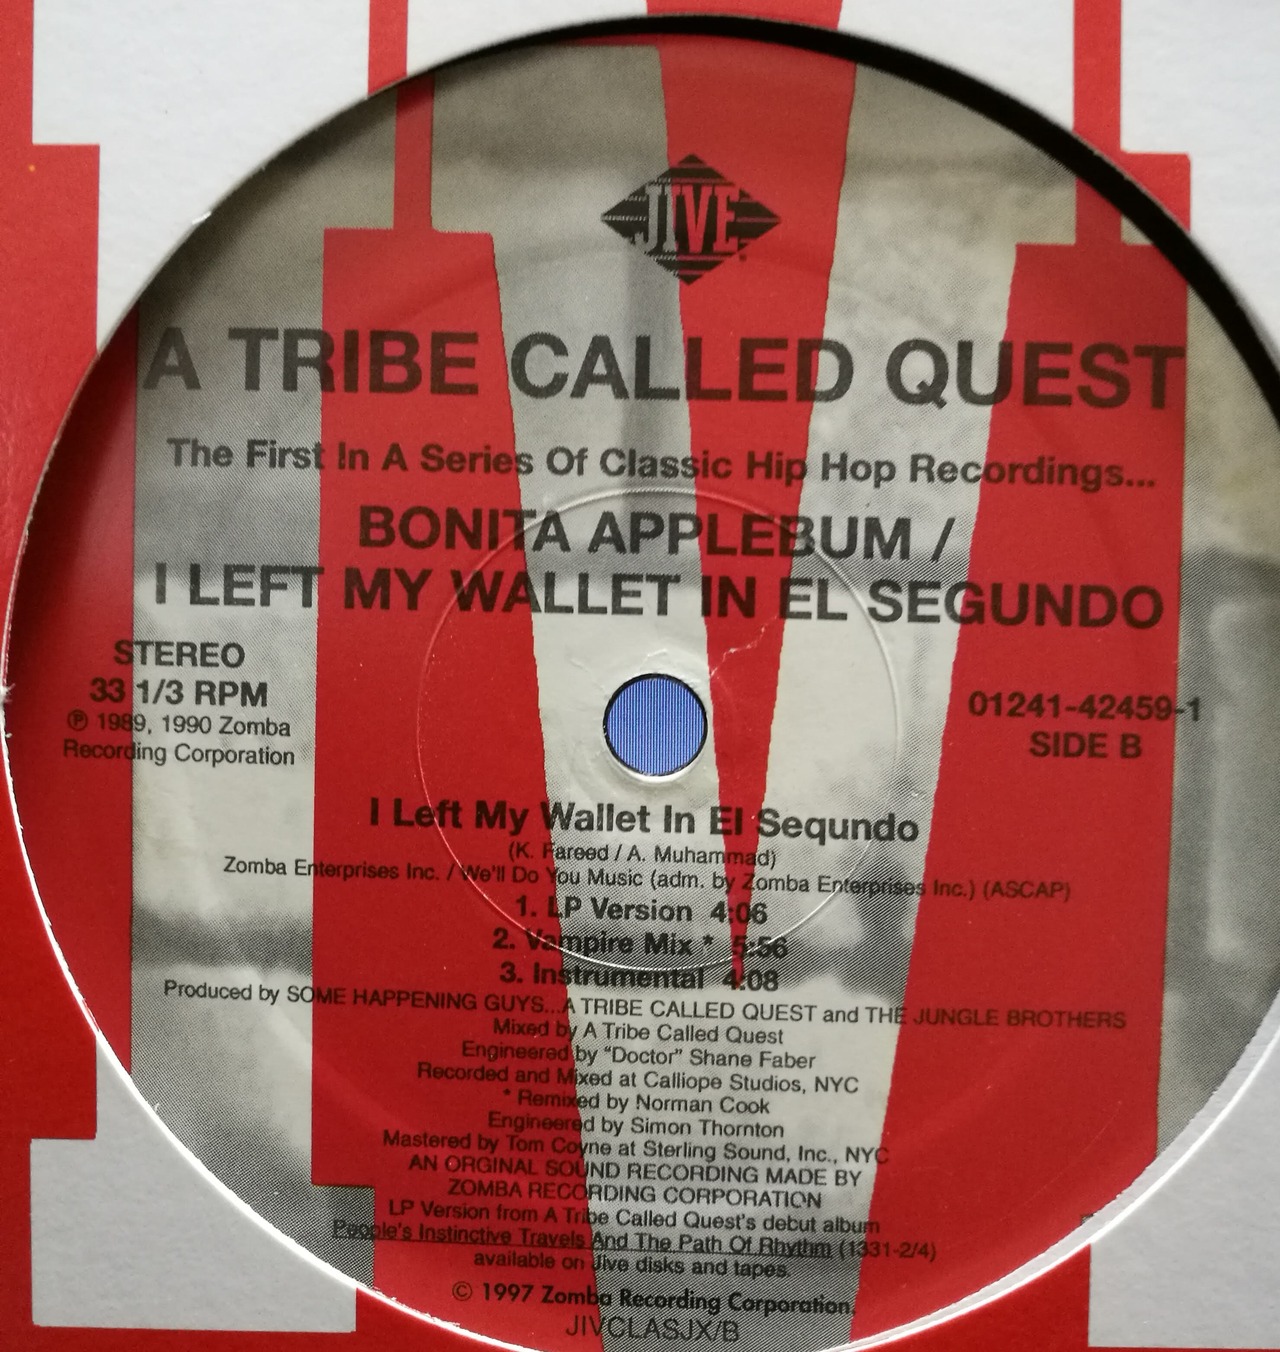 JIVE
A TRIBE CALLED QUEST
The First In A Series Of Classic Hip Hop Recordings...
BONITA APPLEBUM /
I LEFT MY WALLET IN EL SEGUNDO
STEREO
33 1/3 RPM
℗ 1989, 1990 Zomba
Recording Corporation
01241-42459-1
SIDE B
I Left My Wallet In El Sequndo
(K. Fareed / A. Muhammad)
Zomba Enterprises Inc. / We'll Do You Music (adm. by Zomba Enterprises Inc.) (ASCAP)
1. LP Version 4:06
2. Vampire Mix * 5:56
3. Instrumental 4:08
Produced by SOME HAPPENING GUYS...A TRIBE CALLED QUEST and THE JUNGLE BROTHERS
Mixed by A Tribe Called Quest
Engineered by "Doctor" Shane Faber
Recorded and Mixed at Calliope Studios, NYC
* Remixed by Norman Cook
Engineered by Simon Thornton
Mastered by Tom Coyne at Sterling Sound, Inc., NYC
AN ORGINAL SOUND RECORDING MADE BY
ZOMBA RECORDING CORPORATION
LP Version from A Tribe Called Quest's debut album
People's Instinctive Travels And The Path Of Rhythm (1331-2/4)
available on Jive disks and tapes.
© 1997 Zomba Recording Corporation.
JIVCLASJX/B